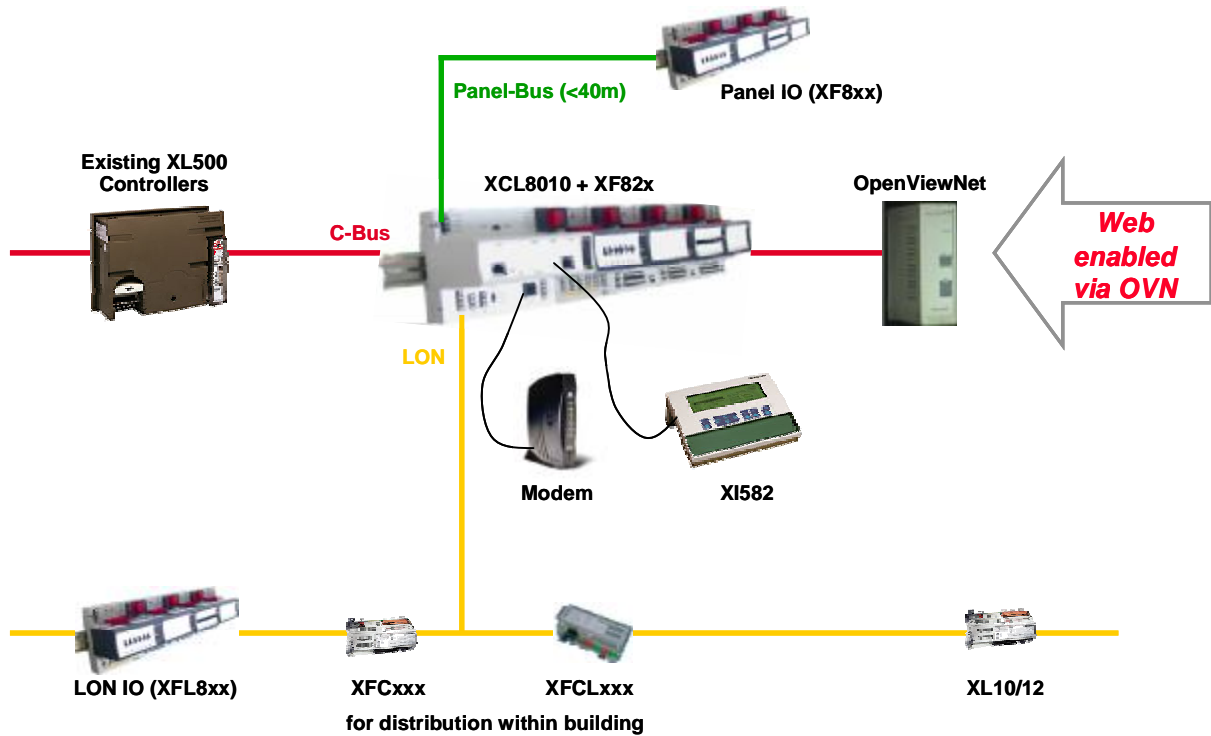 Panel-Bus (<40m)
Panel IO (XF8xx)
Existing XL500
Controllers
XCL8010 + XF82x
OpenViewNet
C-Bus
Web
enabled
via OVN
LON
Modem
XI582
LON IO (XFL8xx)
XFCxxx
XFCLxxx
XL10/12
for distribution within building